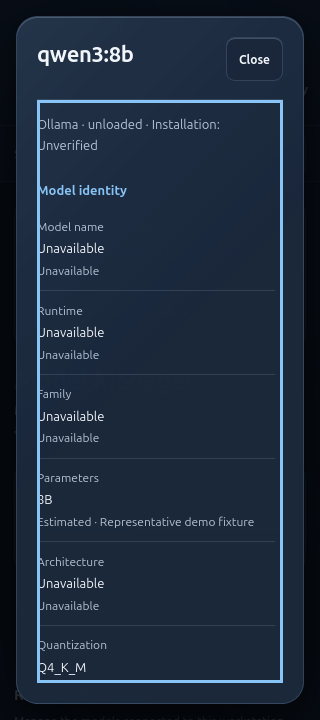 qwen3:8b
Close
Ollama · unloaded · Installation:
Unverified
Model identity
Model name
Unavailable
Unavailable
Runtime
Unavailable
Unavailable
Family
Unavailable
Unavailable
Parameters
8B
Estimated · Representative demo fixture
Architecture
Unavailable
Unavailable
Quantization
Q4_K_M